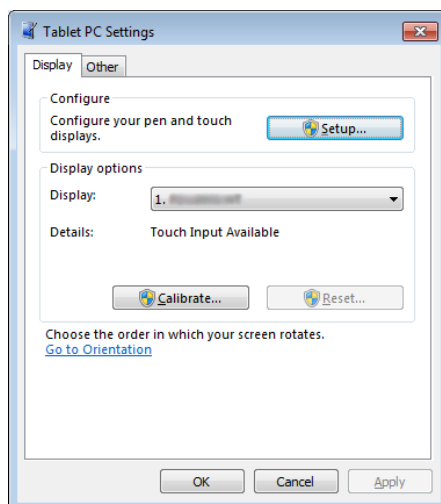 Tablet PC Settings
Display Other
Configure
Configure your pen and touch
displays.
Setup...
Display options
Display: 1.
Details: Touch Input Available
Calibrate... Reset...
Choose the order in which your screen rotates.
Go to Orientation
OK Cancel Apply